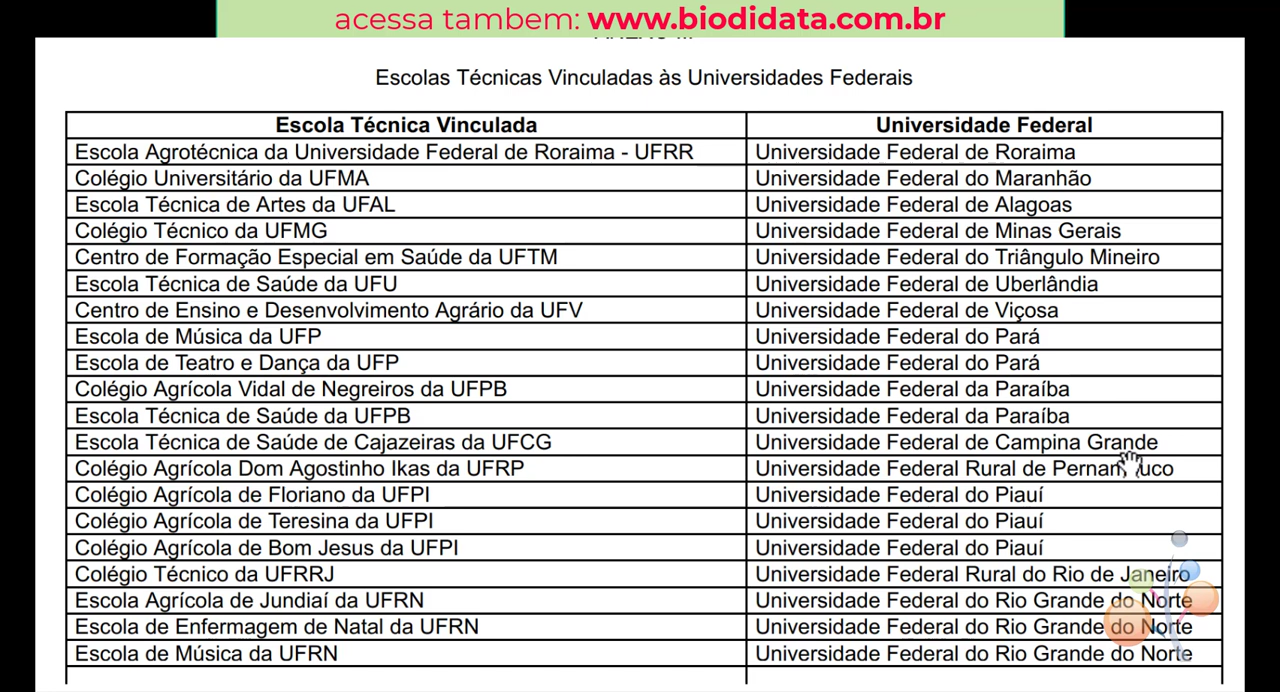 acessa tambem: www.biodidata.com.br
Escolas Técnicas Vinculadas às Universidades Federais
Escola Técnica Vinculada Universidade Federal
Escola Agrotécnica da Universidade Federal de Roraima - UFRR Universidade Federal de Roraima
Colégio Universitário da UFMA Universidade Federal do Maranhão
Escola Técnica de Artes da UFAL Universidade Federal de Alagoas
Colégio Técnico da UFMG Universidade Federal de Minas Gerais
Centro de Formação Especial em Saúde da UFTM Universidade Federal do Triângulo Mineiro
Escola Técnica de Saúde da UFU Universidade Federal de Uberlândia
Centro de Ensino e Desenvolvimento Agrário da UFV Universidade Federal de Viçosa
Escola de Música da UFP Universidade Federal do Pará
Escola de Teatro e Dança da UFP Universidade Federal do Pará
Colégio Agrícola Vidal de Negreiros da UFPB Universidade Federal da Paraíba
Escola Técnica de Saúde da UFPB Universidade Federal da Paraíba
Escola Técnica de Saúde de Cajazeiras da UFCG Universidade Federal de Campina Grande
Colégio Agrícola Dom Agostinho Ikas da UFRP Universidade Federal Rural de Pernambuco
Colégio Agrícola de Floriano da UFPI Universidade Federal do Piauí
Colégio Agrícola de Teresina da UFPI Universidade Federal do Piauí
Colégio Agrícola de Bom Jesus da UFPI Universidade Federal do Piauí
Colégio Técnico da UFRRJ Universidade Federal Rural do Rio de Janeiro
Escola Agrícola de Jundiaí da UFRN Universidade Federal do Rio Grande do Norte
Escola de Enfermagem de Natal da UFRN Universidade Federal do Rio Grande do Norte
Escola de Música da UFRN Universidade Federal do Rio Grande do Norte